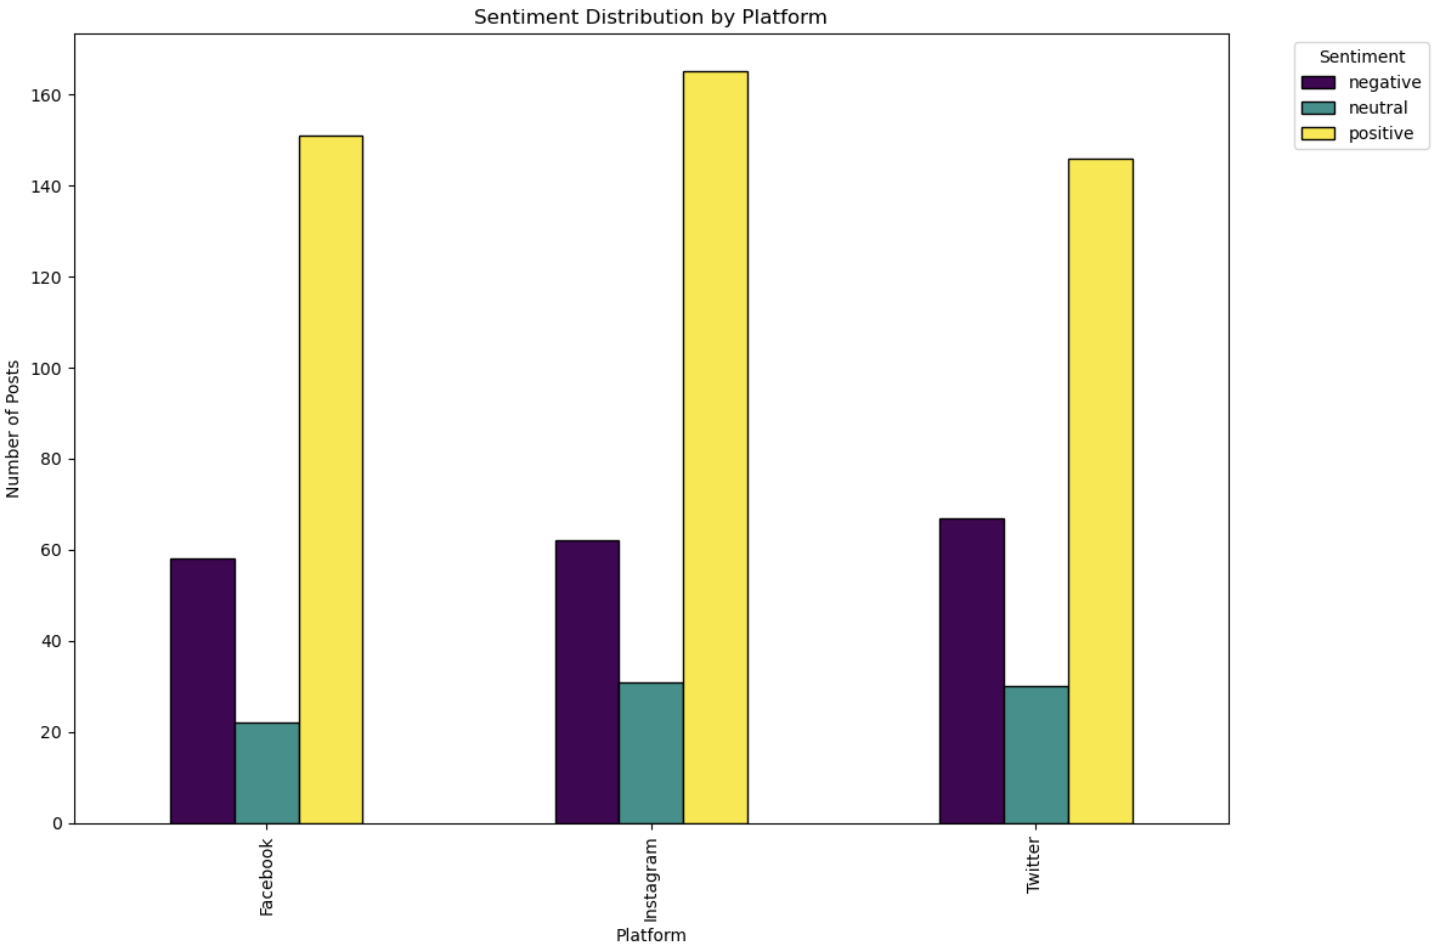 Sentiment Distribution by Platform
Sentiment
negative
neutral
positive
Number of Posts
160
140
120
100
80
60
40
20
0
Facebook
Instagram
Twitter
Platform